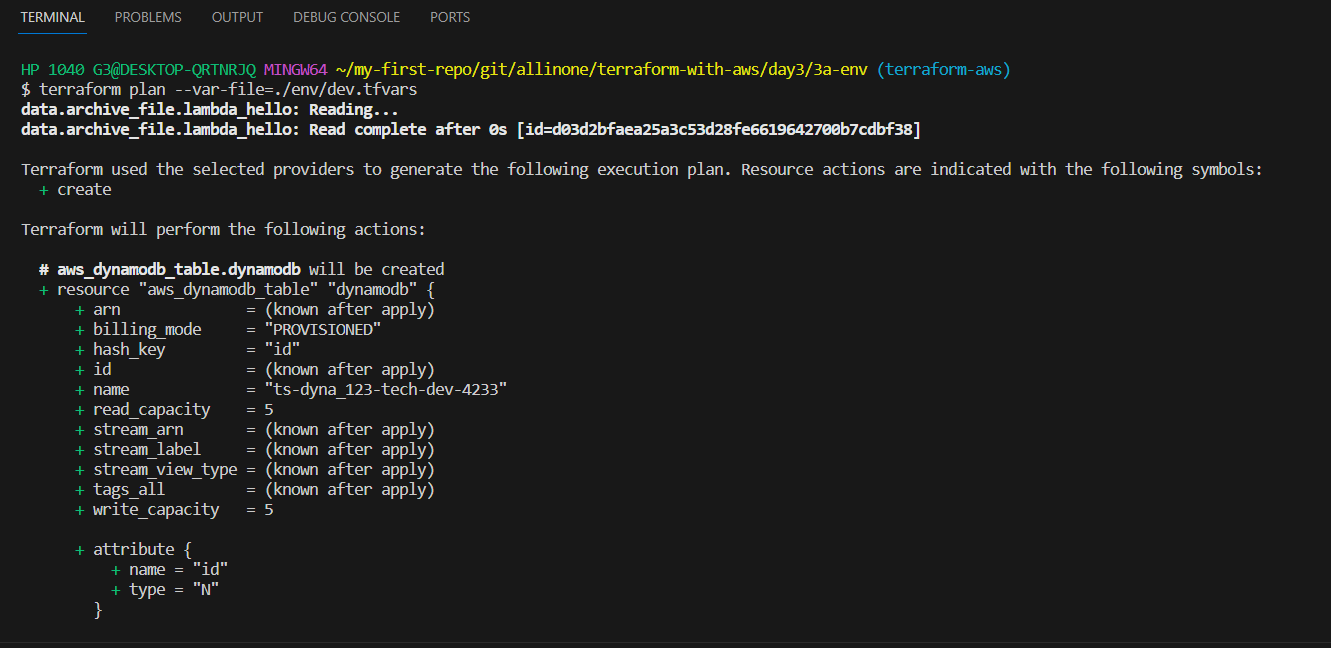 TERMINAL PROBLEMS OUTPUT DEBUG CONSOLE PORTS
HP 1040 G3@DESKTOP-QRTNRJQ MINGW64 ~/my-first-repo/git/allinone/terraform-with-aws/day3/3a-env (terraform-aws)
$ terraform plan --var-file=./env/dev.tfvars
data.archive_file.lambda_hello: Reading...
data.archive_file.lambda_hello: Read complete after 0s [id=d03d2bfaea25a3c53d28fe6619642700b7cdbf38]
Terraform used the selected providers to generate the following execution plan. Resource actions are indicated with the following symbols:
+ create
Terraform will perform the following actions:
# aws_dynamodb_table.dynamodb will be created
+ resource "aws_dynamodb_table" "dynamodb" {
+ arn = (known after apply)
+ billing_mode = "PROVISIONED"
+ hash_key = "id"
+ id = (known after apply)
+ name = "ts-dyna_123-tech-dev-4233"
+ read_capacity = 5
+ stream_arn = (known after apply)
+ stream_label = (known after apply)
+ stream_view_type = (known after apply)
+ tags_all = (known after apply)
+ write_capacity = 5
+ attribute {
+ name = "id"
+ type = "N"
}